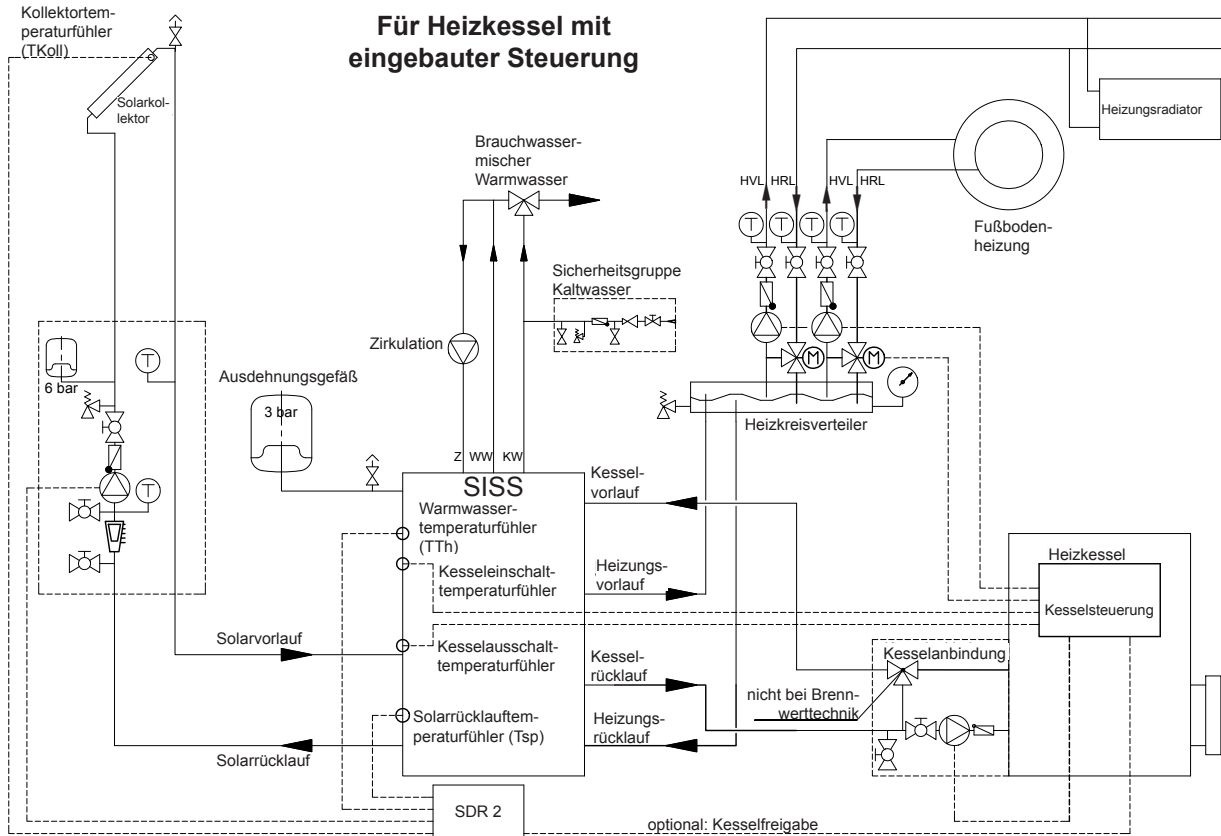 Kollektortem-
peraturfühler
(TKoll)
Für Heizkessel mit
eingebauter Steuerung
Solarkol-
lektor
Heizungsradiator
Brauchwasser-
mischer
Warmwasser
HVL
HRL
HVL
HRL
Fußboden-
heizung
T
T
T
T
Sicherheitsgruppe
Kaltwasser
Zirkulation
T
6 bar
M
M
Ausdehnungsgefäß
3 bar
Heizkreisverteiler
Z
WW
KW
SISS
Kessel-
vorlauf
T
Warmwasser-
temperaturfühler
(TTh)
Kesseleinschalt-
temperaturfühler
Heizungs-
vorlauf
Heizkessel
Kesselsteuerung
Solarvorlauf
Kesselausschalt-
temperaturfühler
Kessel-
rücklauf
Kesselanbindung
nicht bei Brenn-
werttechnik
Solarrücklauftem-
peraturfühler (Tsp)
Heizungs-
rücklauf
Solarrücklauf
SDR 2
optional: Kesselfreigabe